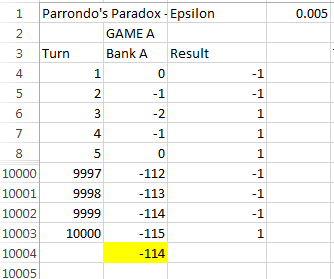 1 Parrondo's Paradox - Epsilon 0.005
2 GAME A
3 Turn Bank A Result
4 1 0 -1
5 2 -1 -1
6 3 -2 1
7 4 -1 1
8 5 0 1
10000 9997 -112 -1
10001 9998 -113 -1
10002 9999 -114 -1
10003 10000 -115 1
10004 -114
10005